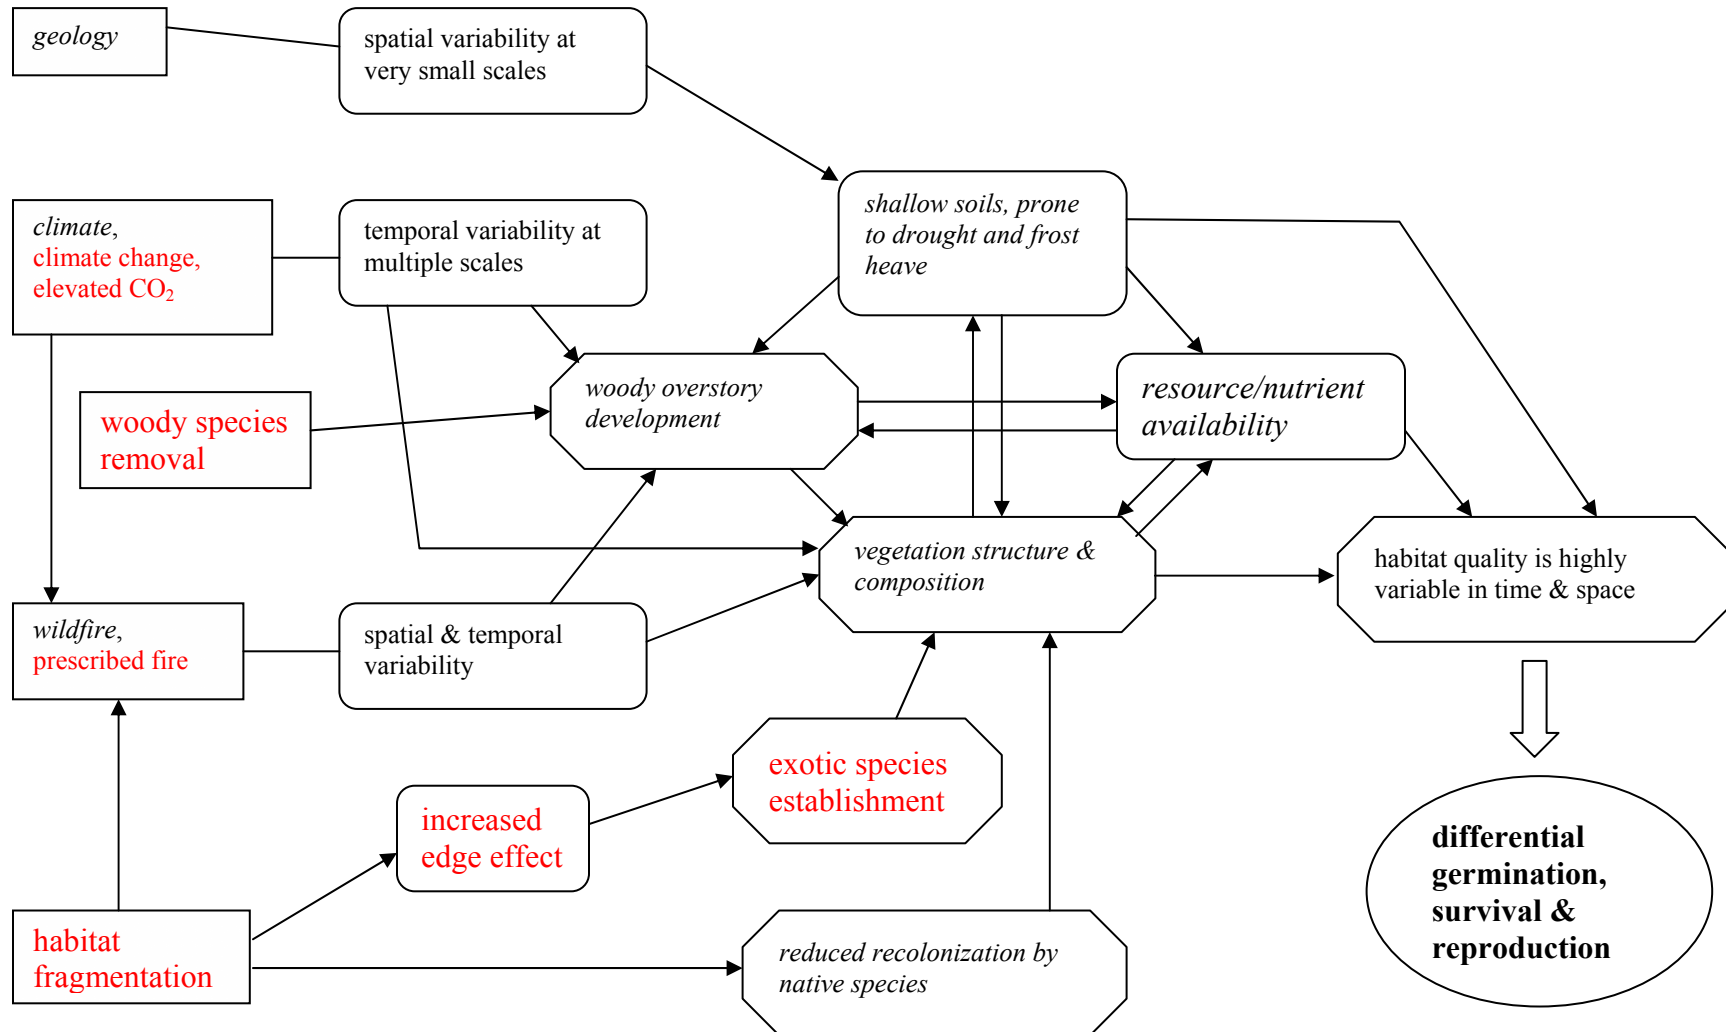 geology
spatial variability at
very small scales
climate,
climate change,
elevated CO₂
temporal variability at
multiple scales
shallow soils, prone
to drought and frost
heave
woody species
removal
woody overstory
development
resource/nutrient
availability
vegetation structure &
composition
habitat quality is highly
variable in time & space
wildfire,
prescribed fire
spatial & temporal
variability
exotic species
establishment
increased
edge effect
differential
germination,
survival &
reproduction
habitat
fragmentation
reduced recolonization by
native species